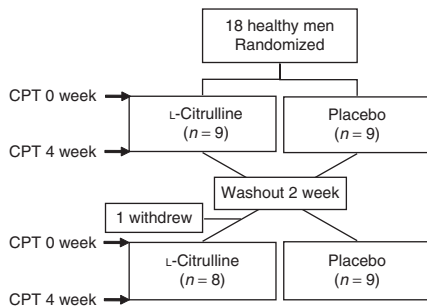 18 healthy men
Randomized
CPT 0 week
L-Citrulline
(n = 9)
Placebo
(n = 9)
CPT 4 week
Washout 2 week
1 withdrew
CPT 0 week
L-Citrulline
(n = 8)
Placebo
(n = 9)
CPT 4 week